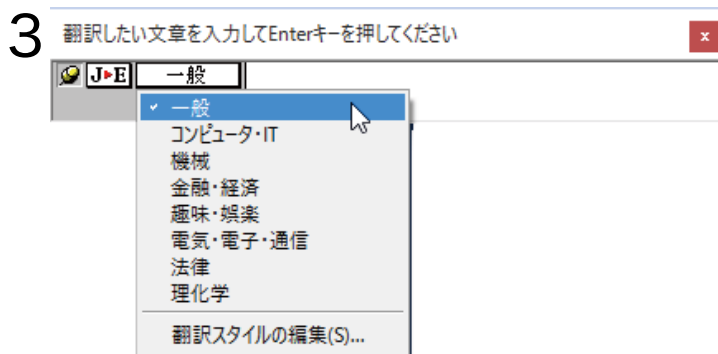 3
翻訳したい文章を入力してEnterキーを押してください
x
J▶E 一般
一般
コンピュータ・IT
機械
金融・経済
趣味・娯楽
電気・電子・通信
法律
理化学
翻訳スタイルの編集(S)...